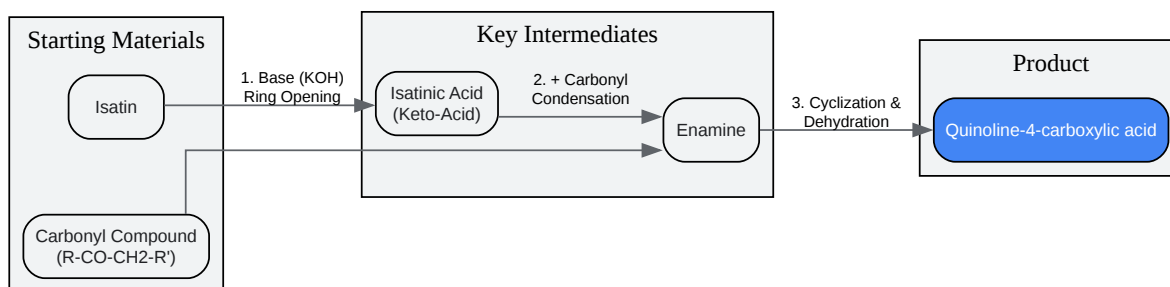 Starting Materials
Isatin
Carbonyl Compound
(R-CO-CH2-R')
1. Base (KOH)
Ring Opening
Key Intermediates
Isatinic Acid
(Keto-Acid)
2. + Carbonyl
Condensation
Enamine
3. Cyclization &
Dehydration
Product
Quinoline-4-carboxylic acid